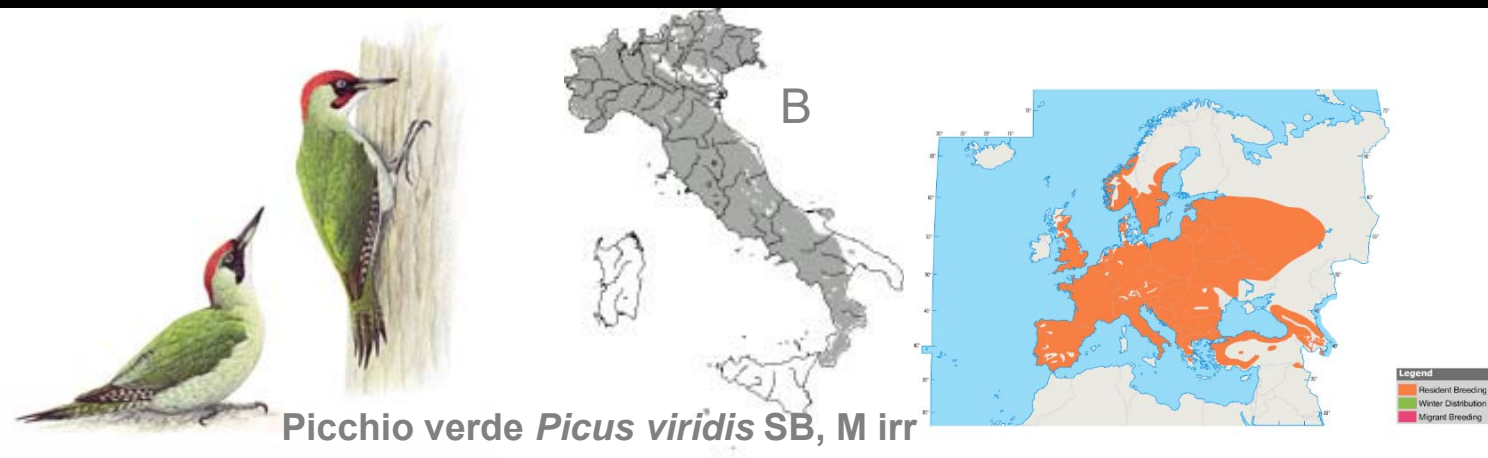 B
Picchio verde Picus viridis SB, M irr
Legend
Resident Breeding
Winter Distribution
Migrant Breeding